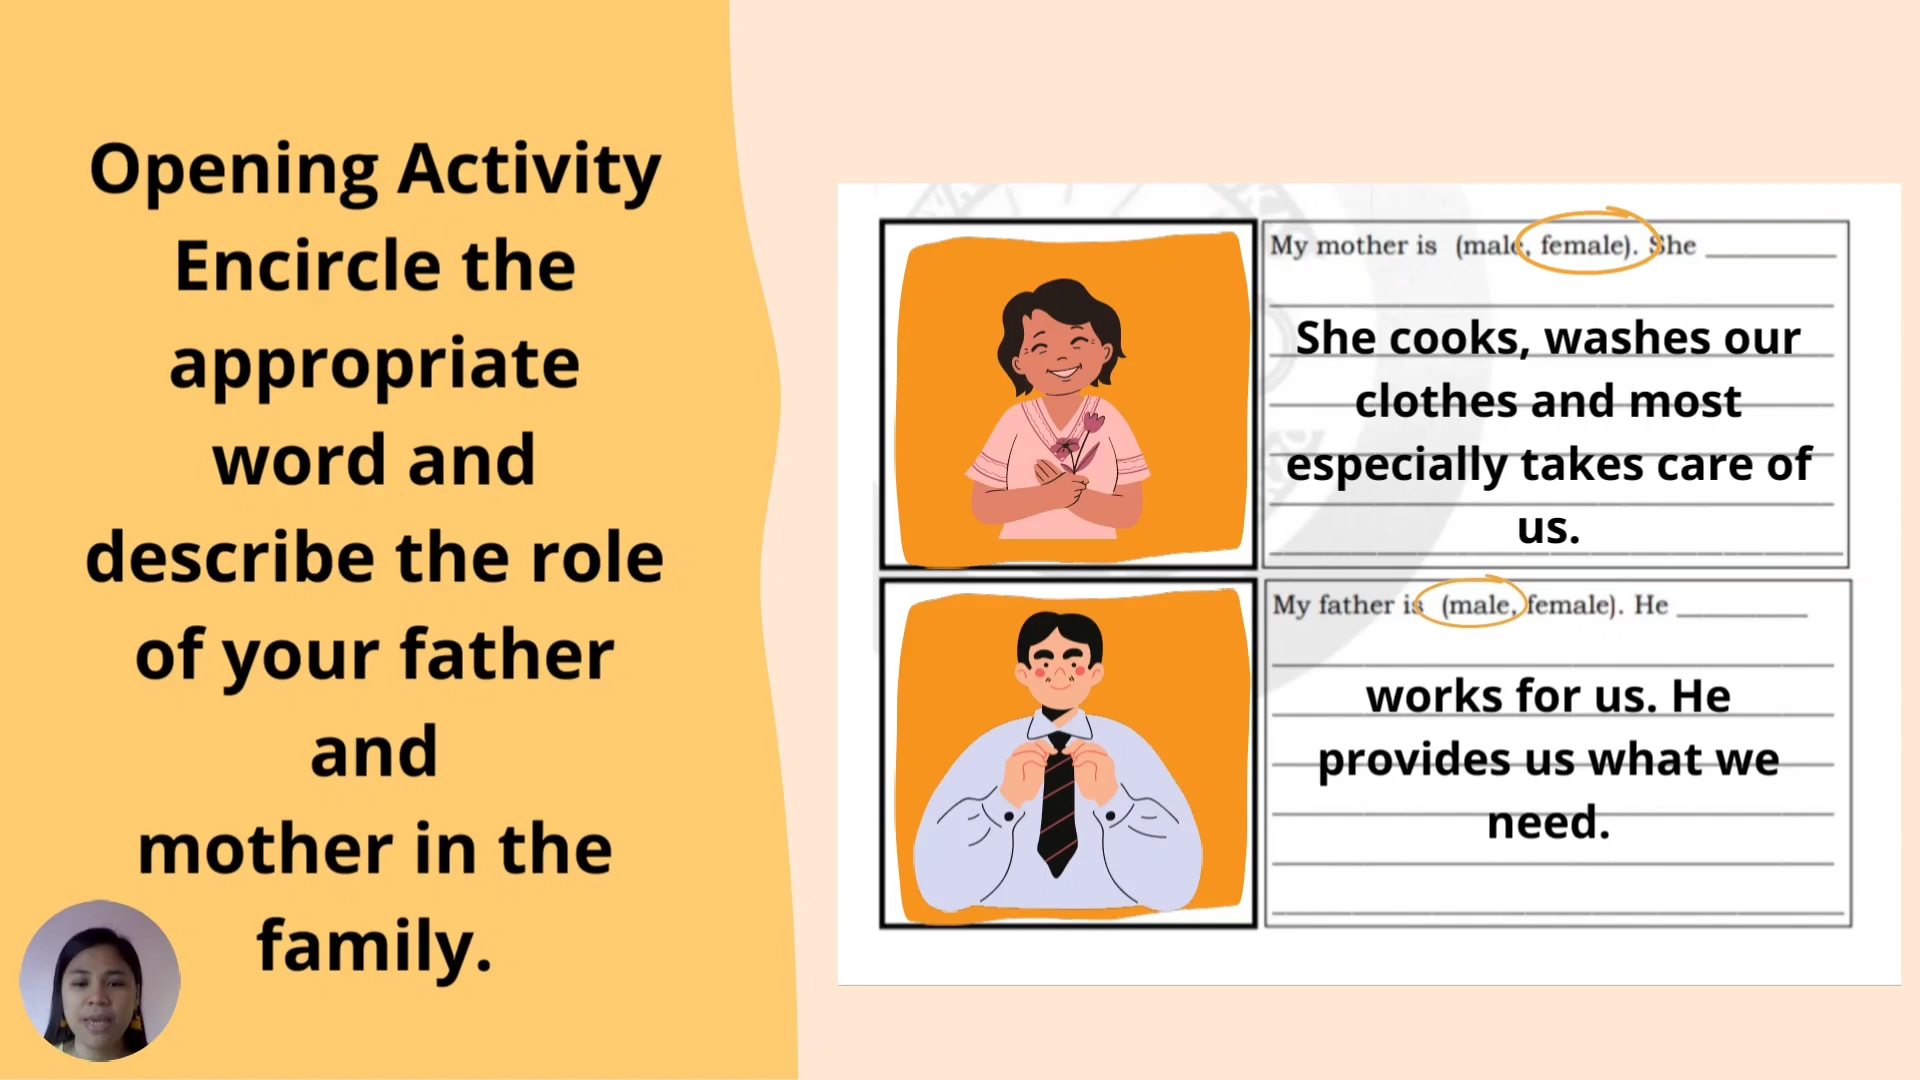 Opening Activity
Encircle the
appropriate
word and
describe the role
of your father
and
mother in the
family.
My mother is (male, female). She ____________
She cooks, washes our
clothes and most
especially takes care of
us.
My father is (male, female). He ____________
works for us. He
provides us what we
need.